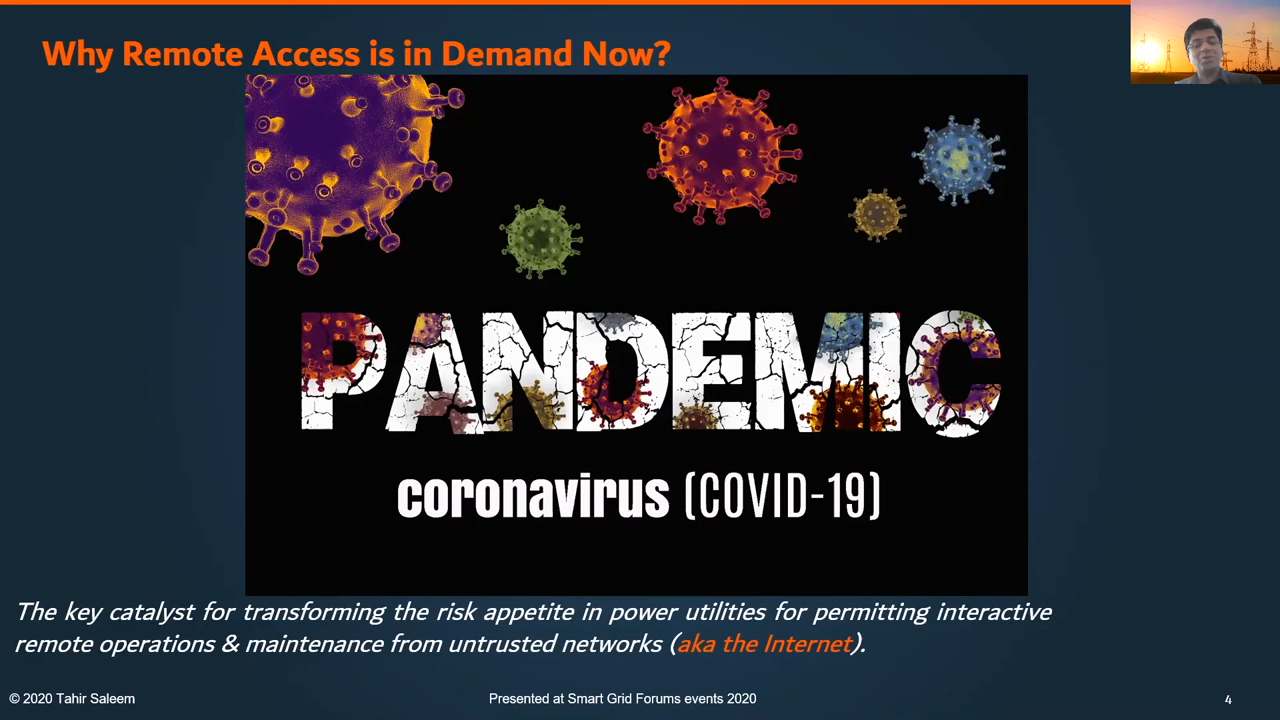 Why Remote Access is in Demand Now?
PANDEMIC
coronavirus (COVID-19)
The key catalyst for transforming the risk appetite in power utilities for permitting interactive
remote operations & maintenance from untrusted networks (aka the Internet).
© 2020 Tahir Saleem
Presented at Smart Grid Forums events 2020
4